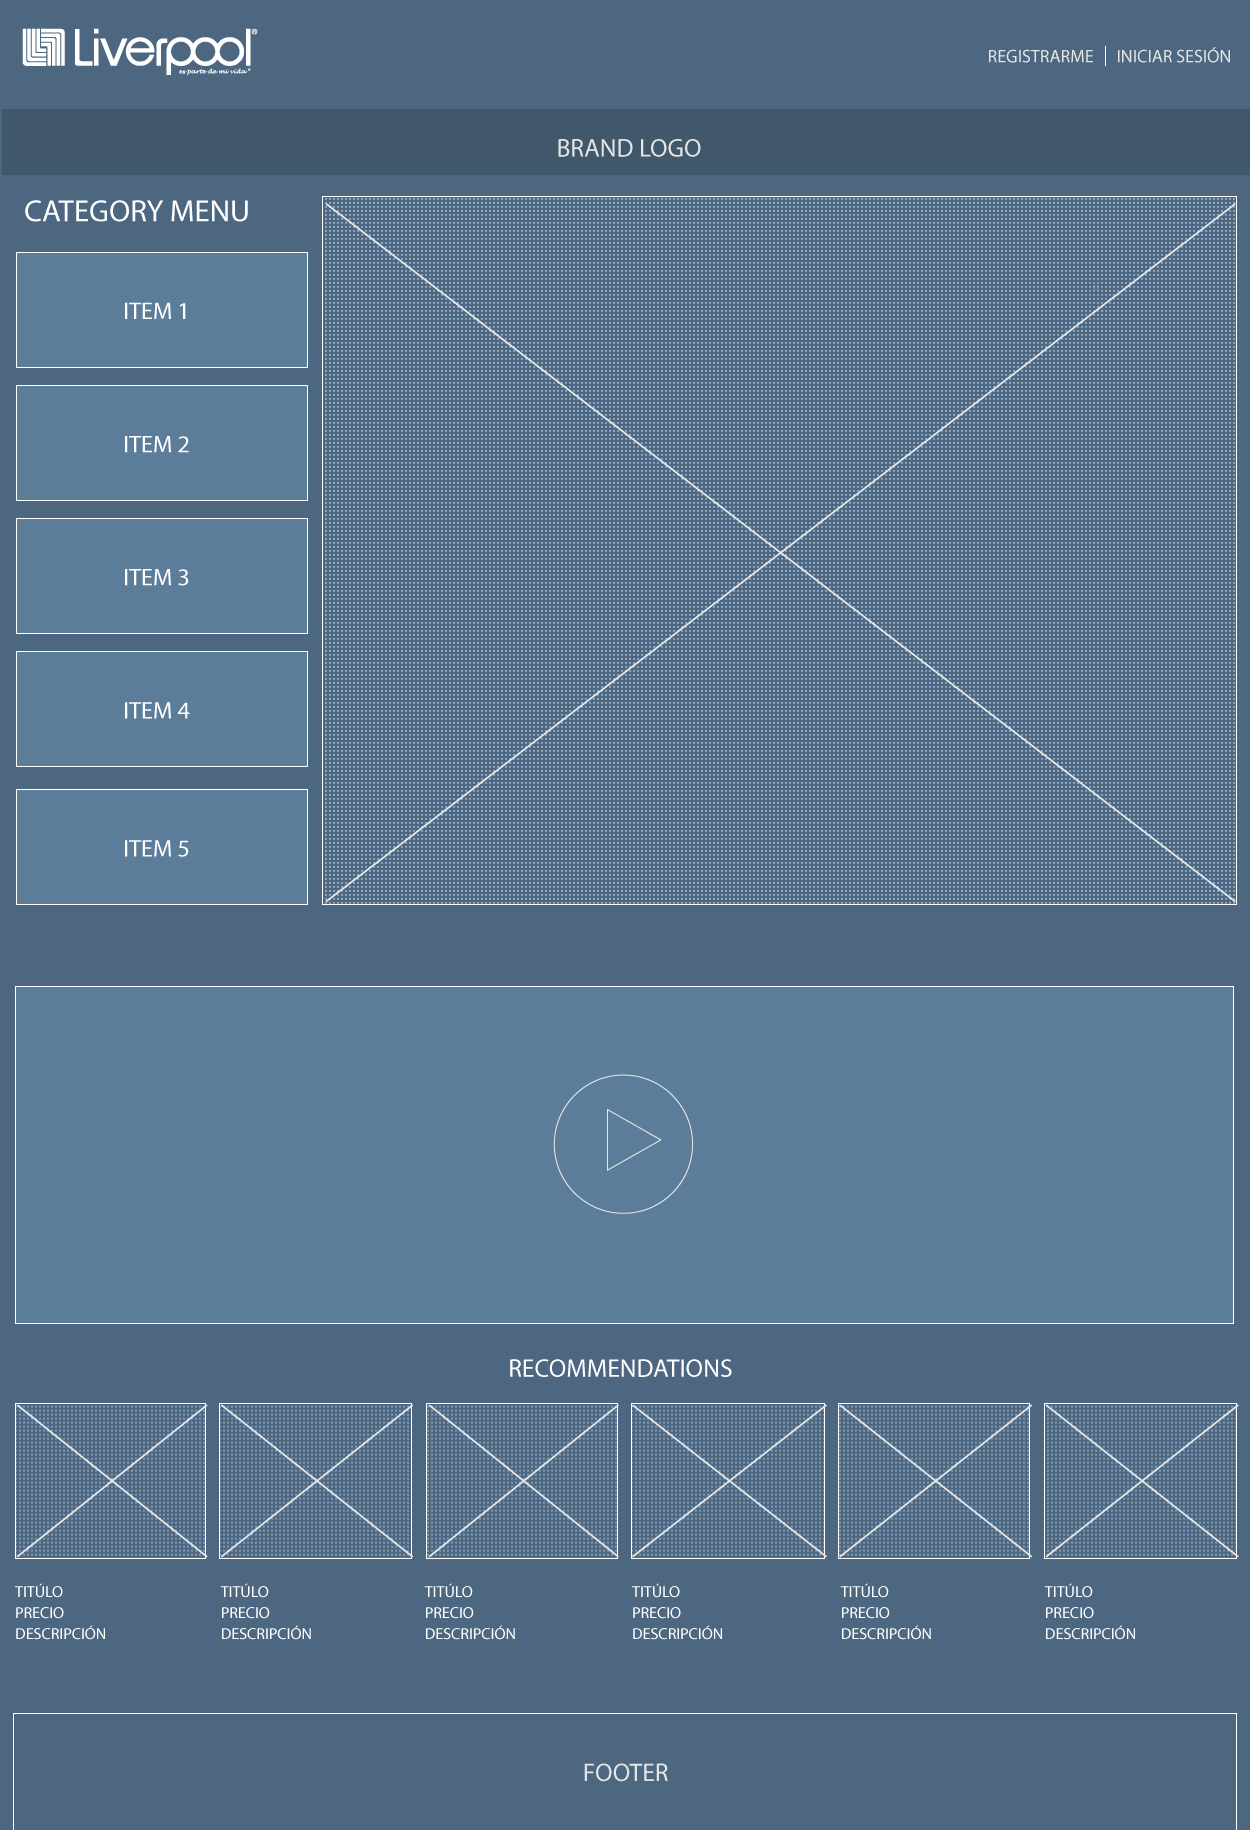 Liverpool®
es parte de mi vida®
REGISTRARME | INICIAR SESIÓN
BRAND LOGO
CATEGORY MENU
ITEM 1
ITEM 2
ITEM 3
ITEM 4
ITEM 5
RECOMMENDATIONS
TITÚLO TITÚLO TITÚLO TITÚLO TITÚLO TITÚLO
PRECIO PRECIO PRECIO PRECIO PRECIO PRECIO
DESCRIPCIÓN DESCRIPCIÓN DESCRIPCIÓN DESCRIPCIÓN DESCRIPCIÓN DESCRIPCIÓN
FOOTER